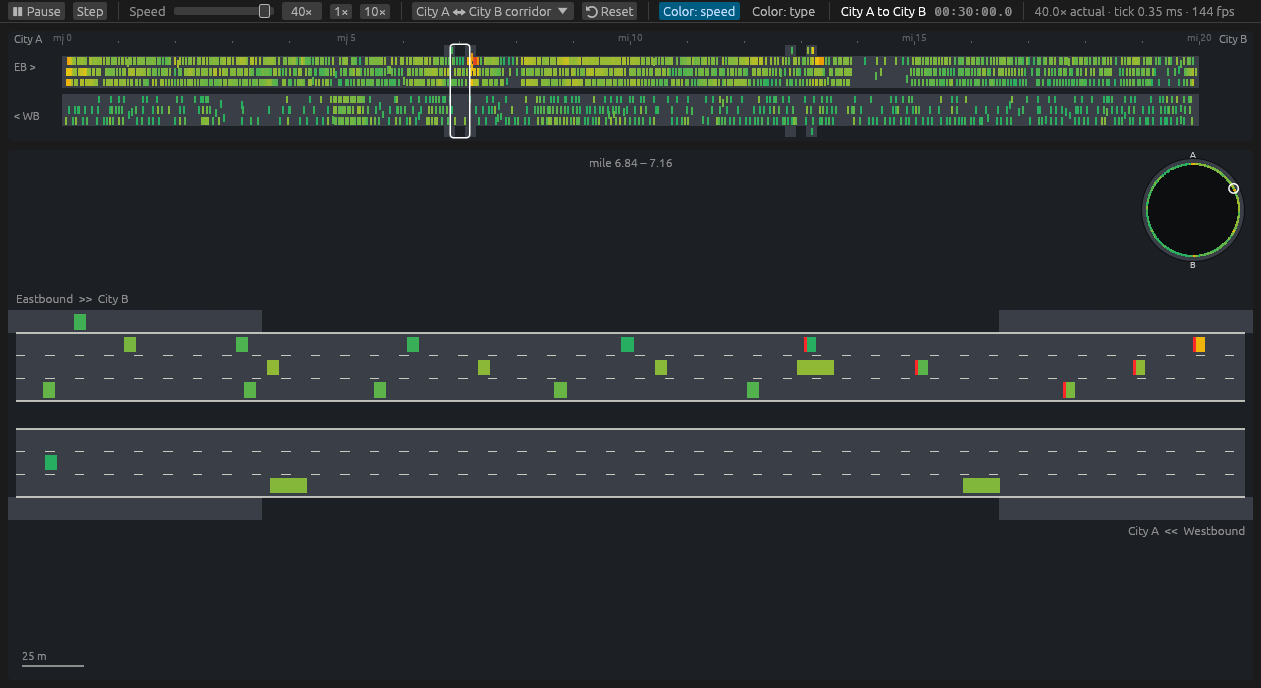 Pause Step Speed 40× 1× 10× City A ⇔ City B corridor Reset Color: speed Color: type City A to City B 00:30:00.0 40.0× actual · tick 0.35 ms · 144 fps
City A mi 0 mi 5 mi 10 mi 15 mi 20 City B
EB >
< WB
mile 6.84 – 7.16
A
B
Eastbound >> City B
City A << Westbound
25 m